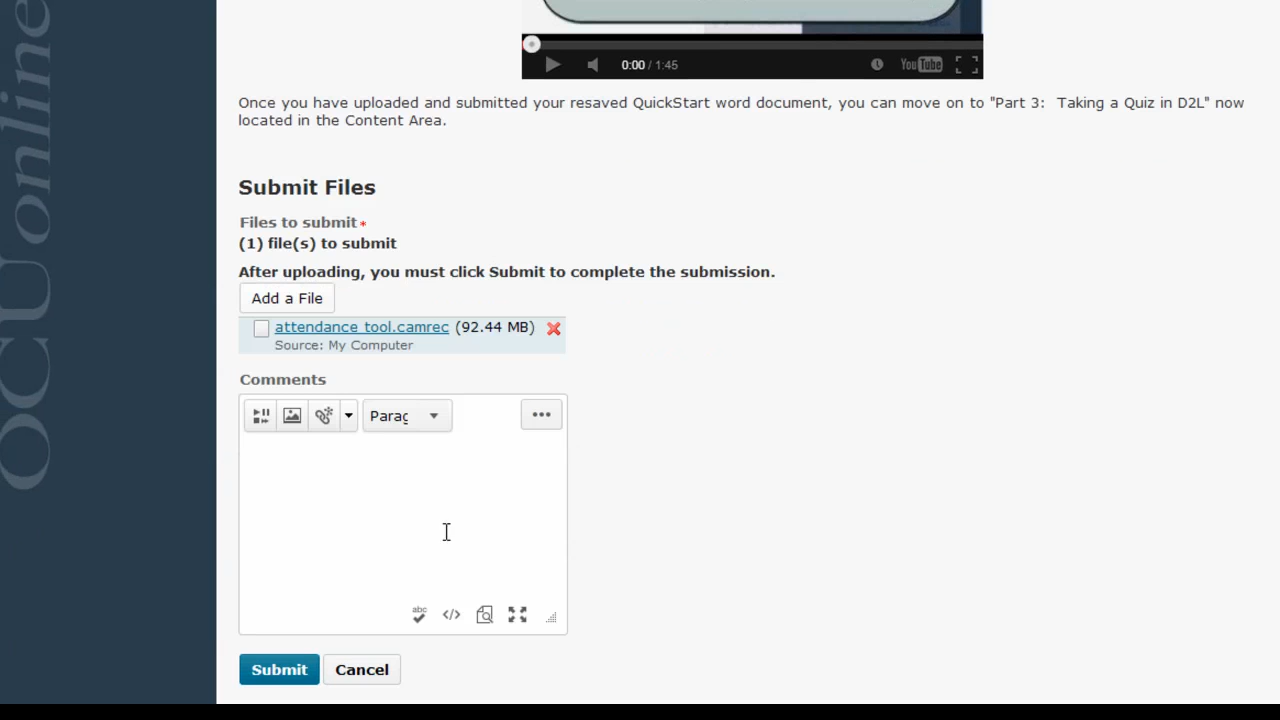 OCUonline
0:00 / 1:45
YouTube
Once you have uploaded and submitted your resaved QuickStart word document, you can move on to "Part 3:  Taking a Quiz in D2L" now
located in the Content Area.
Submit Files
Files to submit*
(1) file(s) to submit
After uploading, you must click Submit to complete the submission.
Add a File
attendance tool.camrec (92.44 MB)
Source: My Computer
Comments
Parag
abc
Submit Cancel